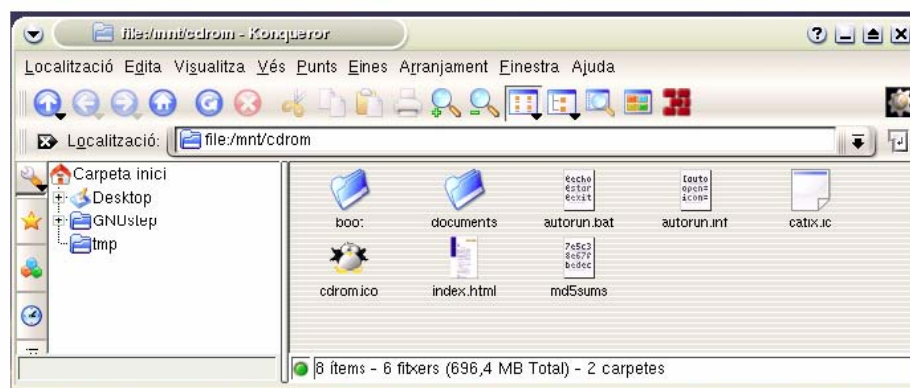 file:/mnt/cdrom - Konqueror
Localització Edita Visualitza Vés Punts Eines Arranjament Einestra Ajuda
Localització: file:/mnt/cdrom
Carpeta inici
Desktop
GNUstep
tmp
boot documents autorun.bat autorun.inf catix.ic
cdrom.ico index.html md5sums
8 ítems - 6 fitxers (696,4 MB Total) - 2 carpetes